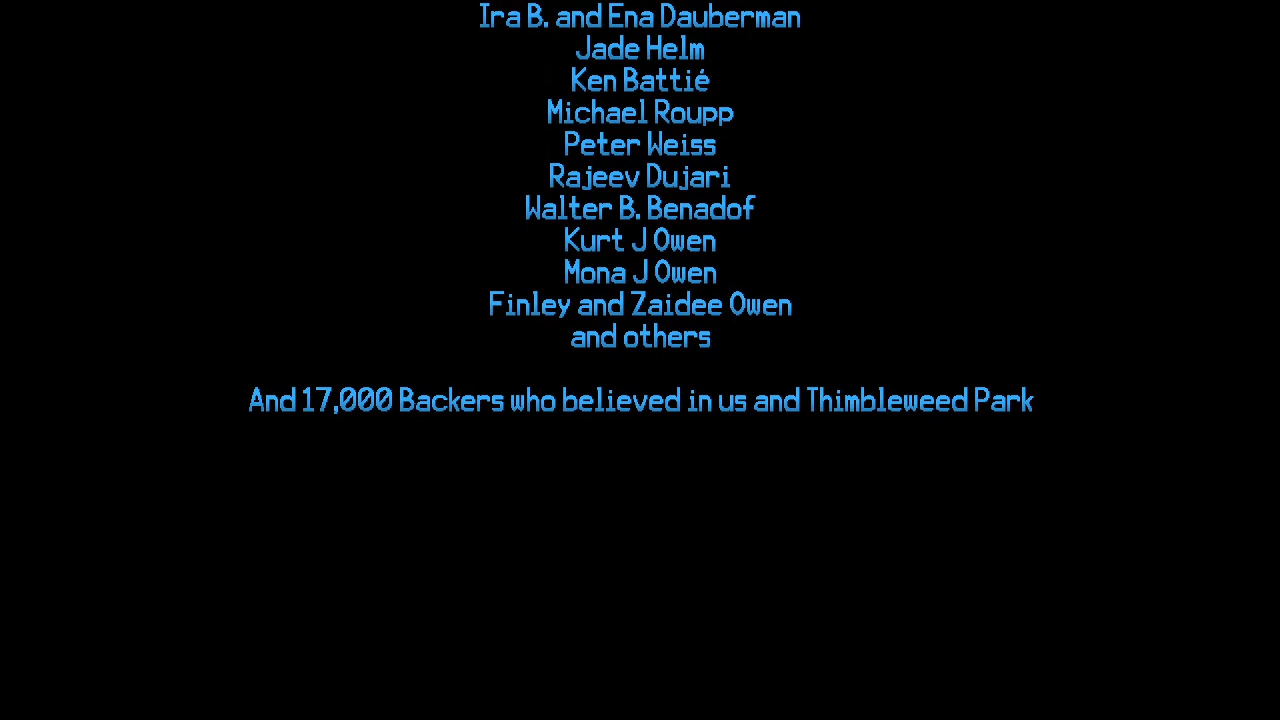 Ira B. and Ena Dauberman
Jade Helm
Ken Battié
Michael Roupp
Peter Weiss
Rajeev Dujari
Walter B. Benadof
Kurt J Owen
Mona J Owen
Finley and Zaidee Owen
and others
And 17,000 Backers who believed in us and Thimbleweed Park